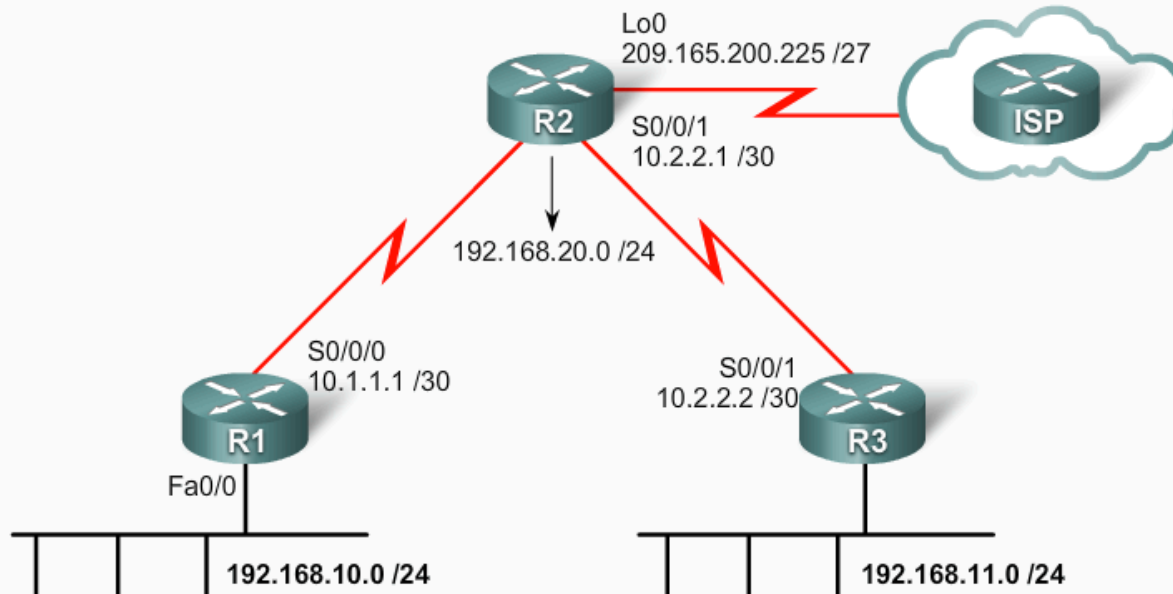 Lo0
209.165.200.225 /27
R2
ISP
S0/0/1
10.2.2.1 /30
192.168.20.0 /24
S0/0/0
10.1.1.1 /30
S0/0/1
10.2.2.2 /30
R1
R3
Fa0/0
192.168.10.0 /24
192.168.11.0 /24